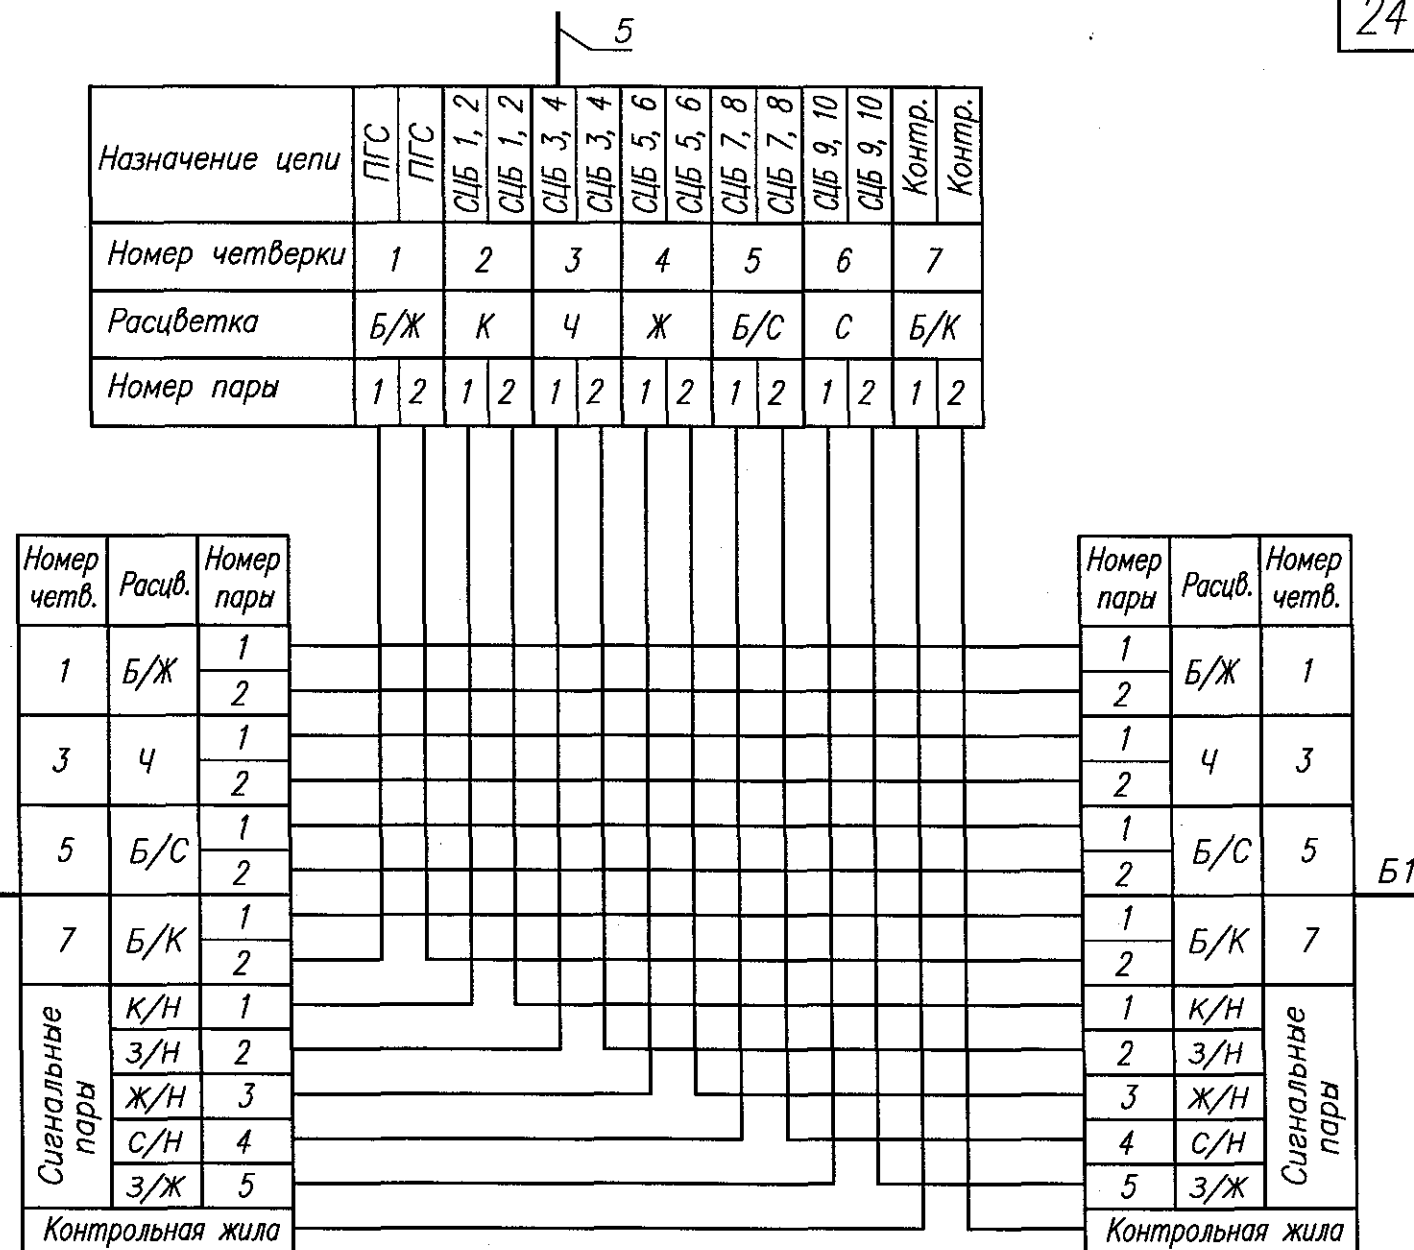 24
5
Назначение цепи ПГС ПГС СЦБ 1, 2 СЦБ 1, 2 СЦБ 3, 4 СЦБ 3, 4 СЦБ 5, 6 СЦБ 5, 6 СЦБ 7, 8 СЦБ 7, 8 СЦБ 9, 10 СЦБ 9, 10 Контр. Контр.
Номер четверки 1 2 3 4 5 6 7
Расцветка Б/Ж К Ч Ж Б/С С Б/К
Номер пары 1 2 1 2 1 2 1 2 1 2 1 2 1 2
Номер четв.
Расцв.
Номер пары
1 Б/Ж 1
2
3 Ч 1
2
5 Б/С 1
2
7 Б/К 1
2
Сигнальные пары
К/Н 1
З/Н 2
Ж/Н 3
С/Н 4
З/Ж 5
Контрольная жила
Номер пары
Расцв.
Номер четв.
1 Б/Ж 1
2
1 Ч 3
2
1 Б/С 5
2
1 Б/К 7
2
1 К/Н
2 З/Н
3 Ж/Н
4 С/Н
5 З/Ж
Сигнальные пары
Контрольная жила
Б1